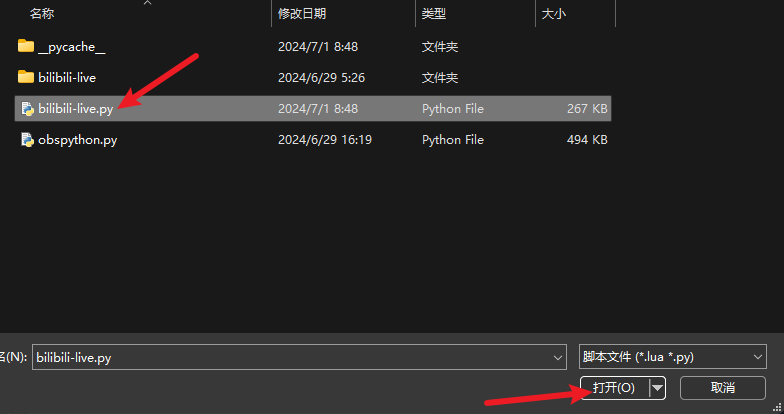 名称 修改日期 类型 大小
__pycache__ 2024/7/1 8:48 文件夹
bilibili-live 2024/6/29 5:26 文件夹
bilibili-live.py 2024/7/1 8:48 Python File 267 KB
obspython.py 2024/6/29 16:19 Python File 494 KB
名(N): bilibili-live.py 脚本文件 (*.lua *.py)
打开(O) 取消